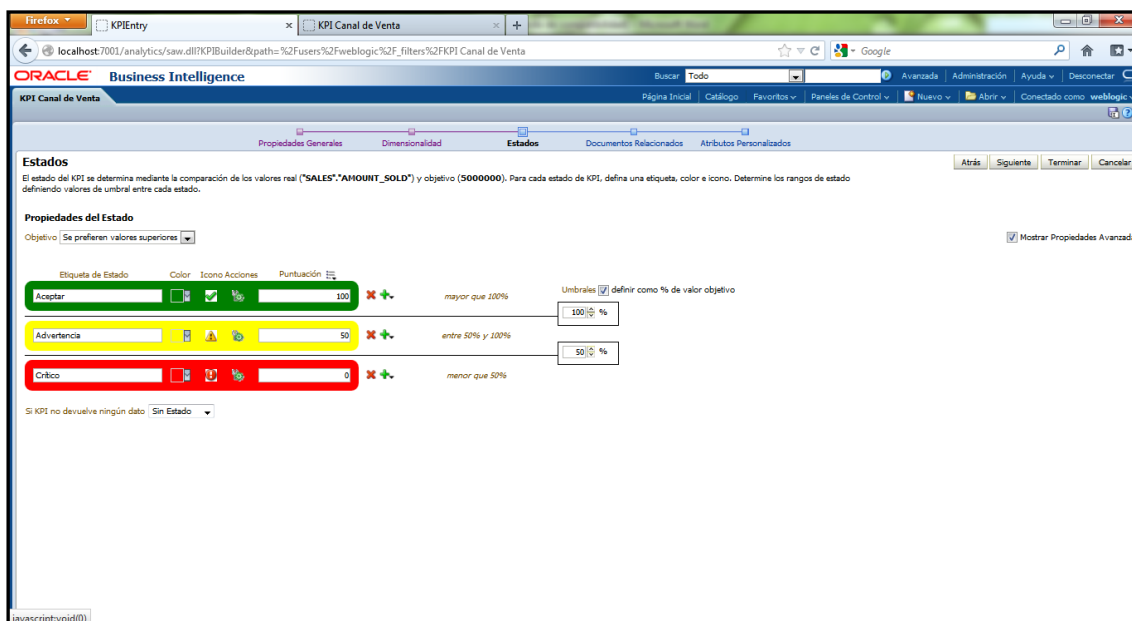 Firefox
KPIEntry × KPI Canal de Venta × +
localhost:7001/analytics/saw.dll?KPIBuilder&path=%2Fusers%2Fweblogic%2F_filters%2FKPI Canal de Venta
Google
ORACLE Business Intelligence
Buscar Todo Avanzada Administración Ayuda Desconectar
KPI Canal de Venta
Página Inicial Catálogo Favoritos Paneles de Control Nuevo Abrir Conectado como weblogic
Propiedades Generales Dimensionalidad Estados Documentos Relacionados Atributos Personalizados
Estados
Atrás Siguiente Terminar Cancelar
El estado del KPI se determina mediante la comparación de los valores real ("SALES"."AMOUNT_SOLD") y objetivo (5000000). Para cada estado de KPI, defina una etiqueta, color e icono. Determine los rangos de estado
definiendo valores de umbral entre cada estado.
Propiedades del Estado
Objetivo Se prefieren valores superiores
Mostrar Propiedades Avanzada
Etiqueta de Estado Color Icono Acciones Puntuación
Umbrales definir como % de valor objetivo
Aceptar 100 mayor que 100%
100 %
Advertencia 50 entre 50% y 100%
50 %
Crítico 0 menor que 50%
Si KPI no devuelve ningún dato Sin Estado
javascript:void(0)